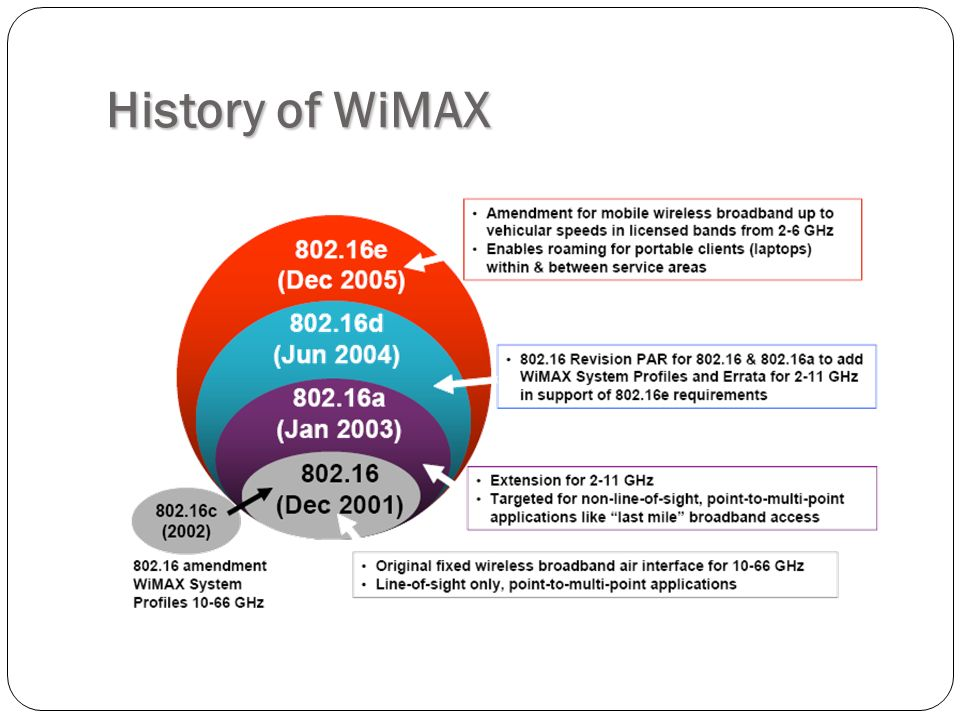 History of WiMAX
802.16e
(Dec 2005)
• Amendment for mobile wireless broadband up to
vehicular speeds in licensed bands from 2-6 GHz
• Enables roaming for portable clients (laptops)
within & between service areas
802.16d
(Jun 2004)
• 802.16 Revision PAR for 802.16 & 802.16a to add
WiMAX System Profiles and Errata for 2-11 GHz
in support of 802.16e requirements
802.16a
(Jan 2003)
• Extension for 2-11 GHz
• Targeted for non-line-of-sight, point-to-multi-point
applications like “last mile” broadband access
802.16
(Dec 2001)
• Original fixed wireless broadband air interface for 10-66 GHz
• Line-of-sight only, point-to-multi-point applications
802.16c
(2002)
802.16 amendment
WiMAX System
Profiles 10-66 GHz